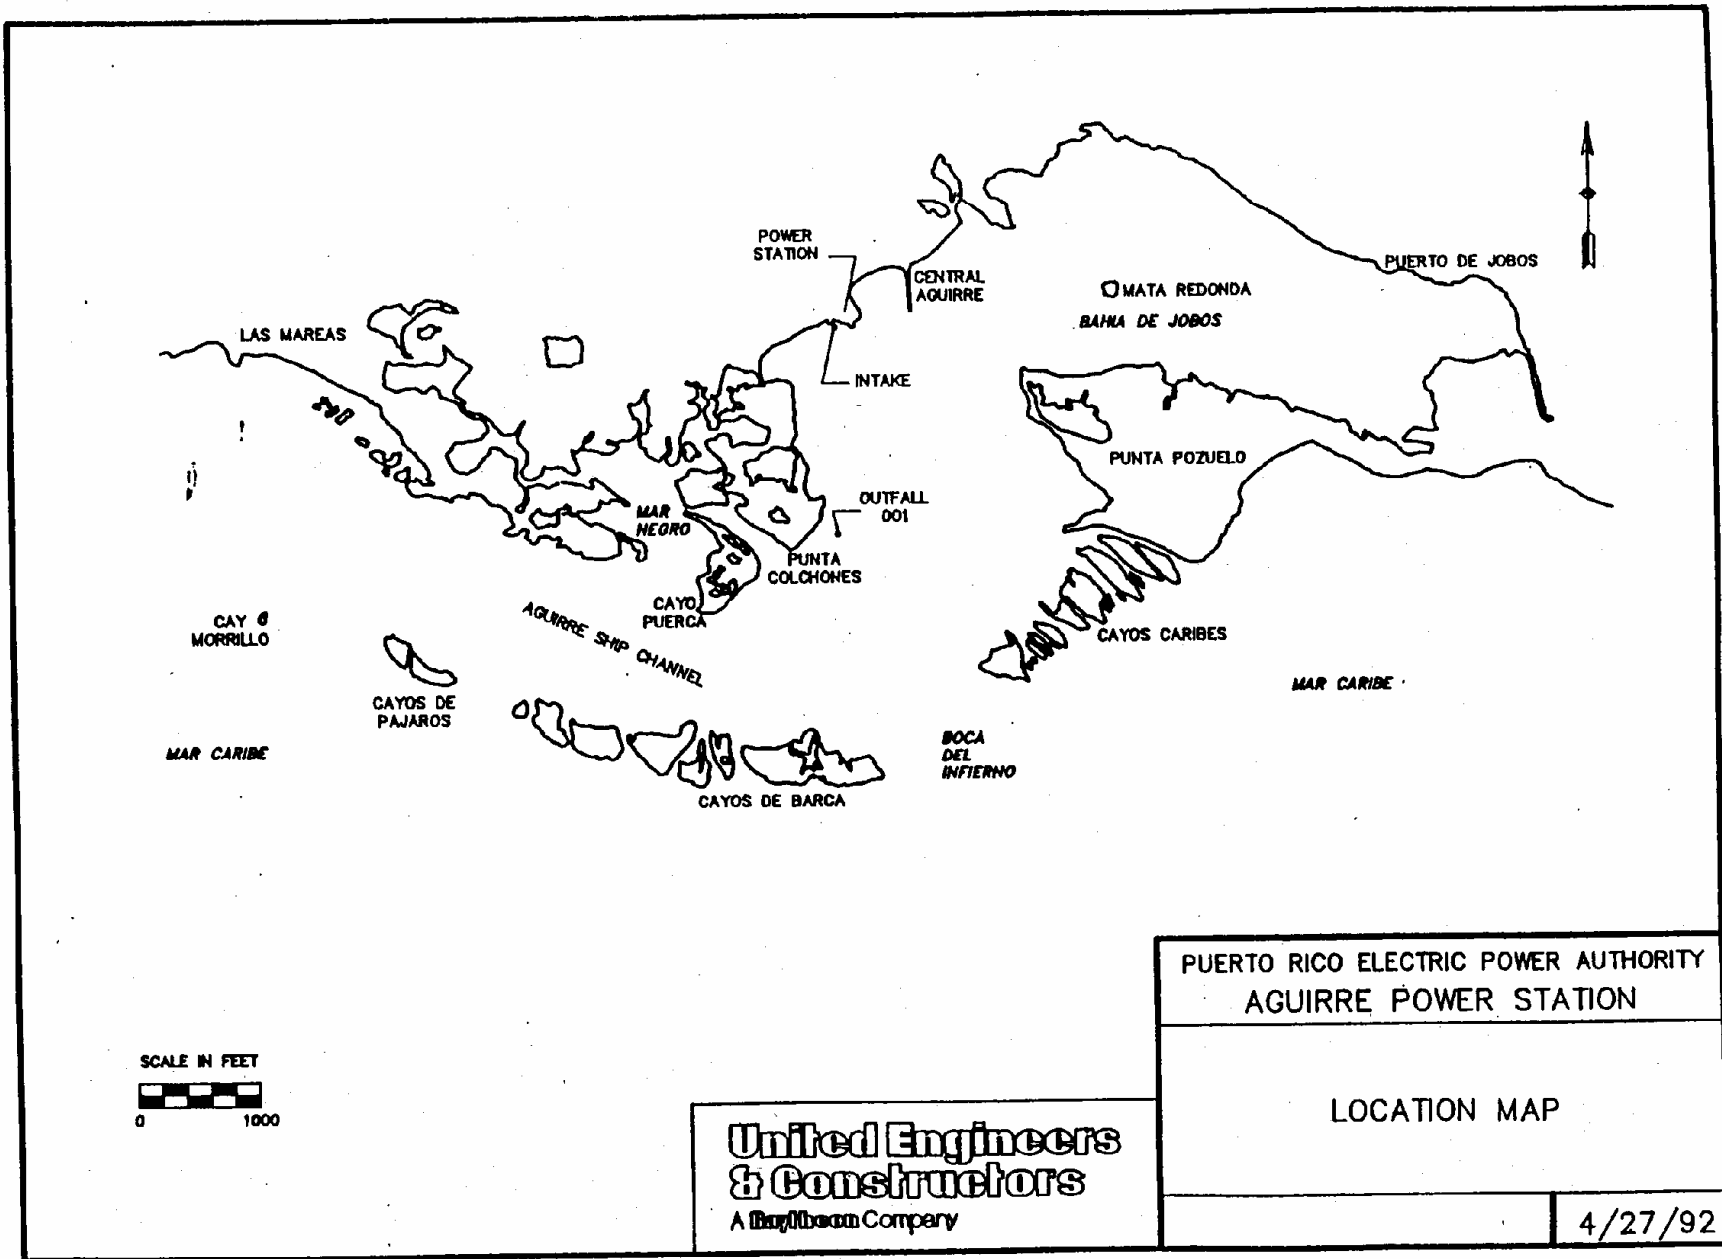 POWER
STATION
CENTRAL
AGUIRRE
PUERTO DE JOBOS
MATA REDONDA
BAHIA DE JOBOS
LAS MAREAS
INTAKE
PUNTA POZUELO
OUTFALL
001
MAR
NEGRO
PUNTA
COLCHONES
CAYO
PUERCA
AGUIRRE SHIP CHANNEL
CAY
MORRILLO
CAYOS CARIBES
MAR CARIBE
CAYOS DE
PAJAROS
MAR CARIBE
BOCA
DEL
INFIERNO
CAYOS DE BARCA
PUERTO RICO ELECTRIC POWER AUTHORITY
AGUIRRE POWER STATION
SCALE IN FEET
0 1000
LOCATION MAP
United Engineers
& Constructors
A Raytheon Company
4/27/92